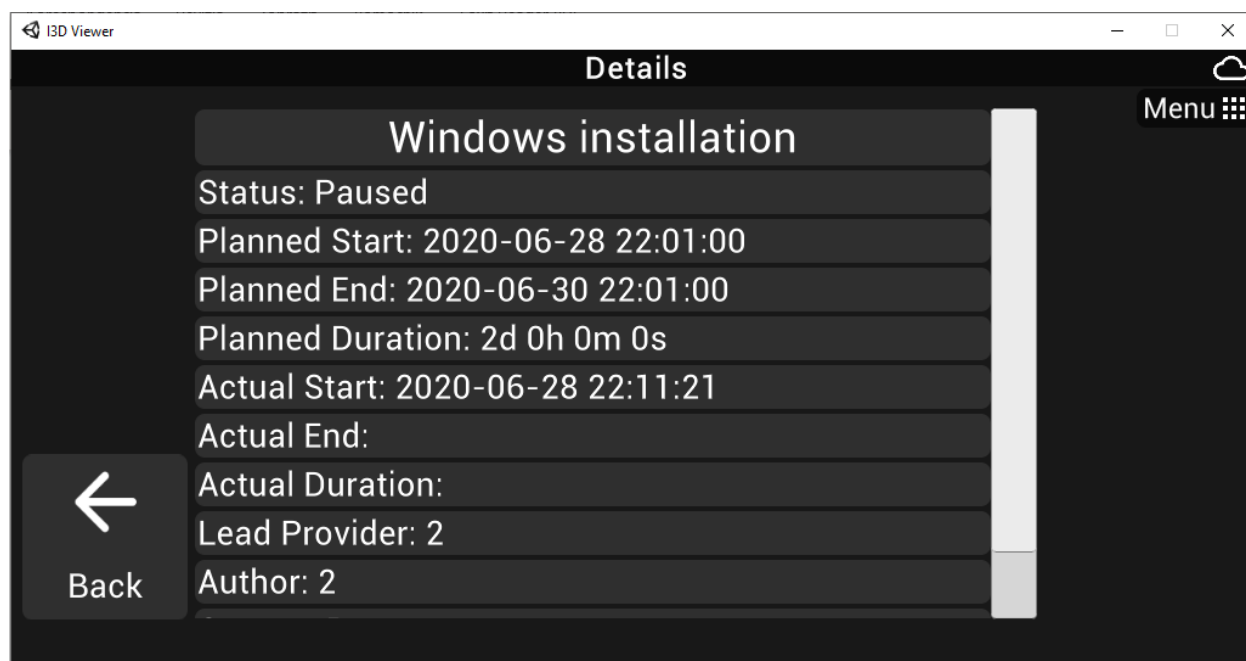 I3D Viewer
Details
Menu
Windows installation
Status: Paused
Planned Start: 2020-06-28 22:01:00
Planned End: 2020-06-30 22:01:00
Planned Duration: 2d 0h 0m 0s
Actual Start: 2020-06-28 22:11:21
Actual End:
Actual Duration:
Lead Provider: 2
Author: 2
Back